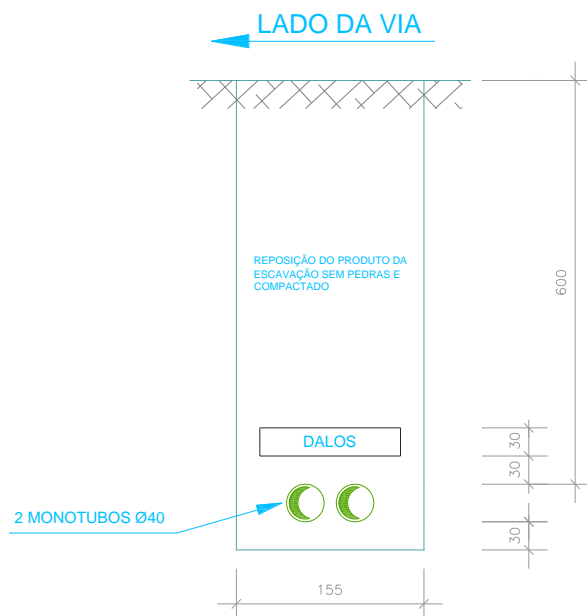 LADO DA VIA
REPOSIÇÃO DO PRODUTO DA
ESCAVAÇÃO SEM PEDRAS E
COMPACTADO
600
DALOS
30
30
2 MONOTUBOS Ø40
30
155